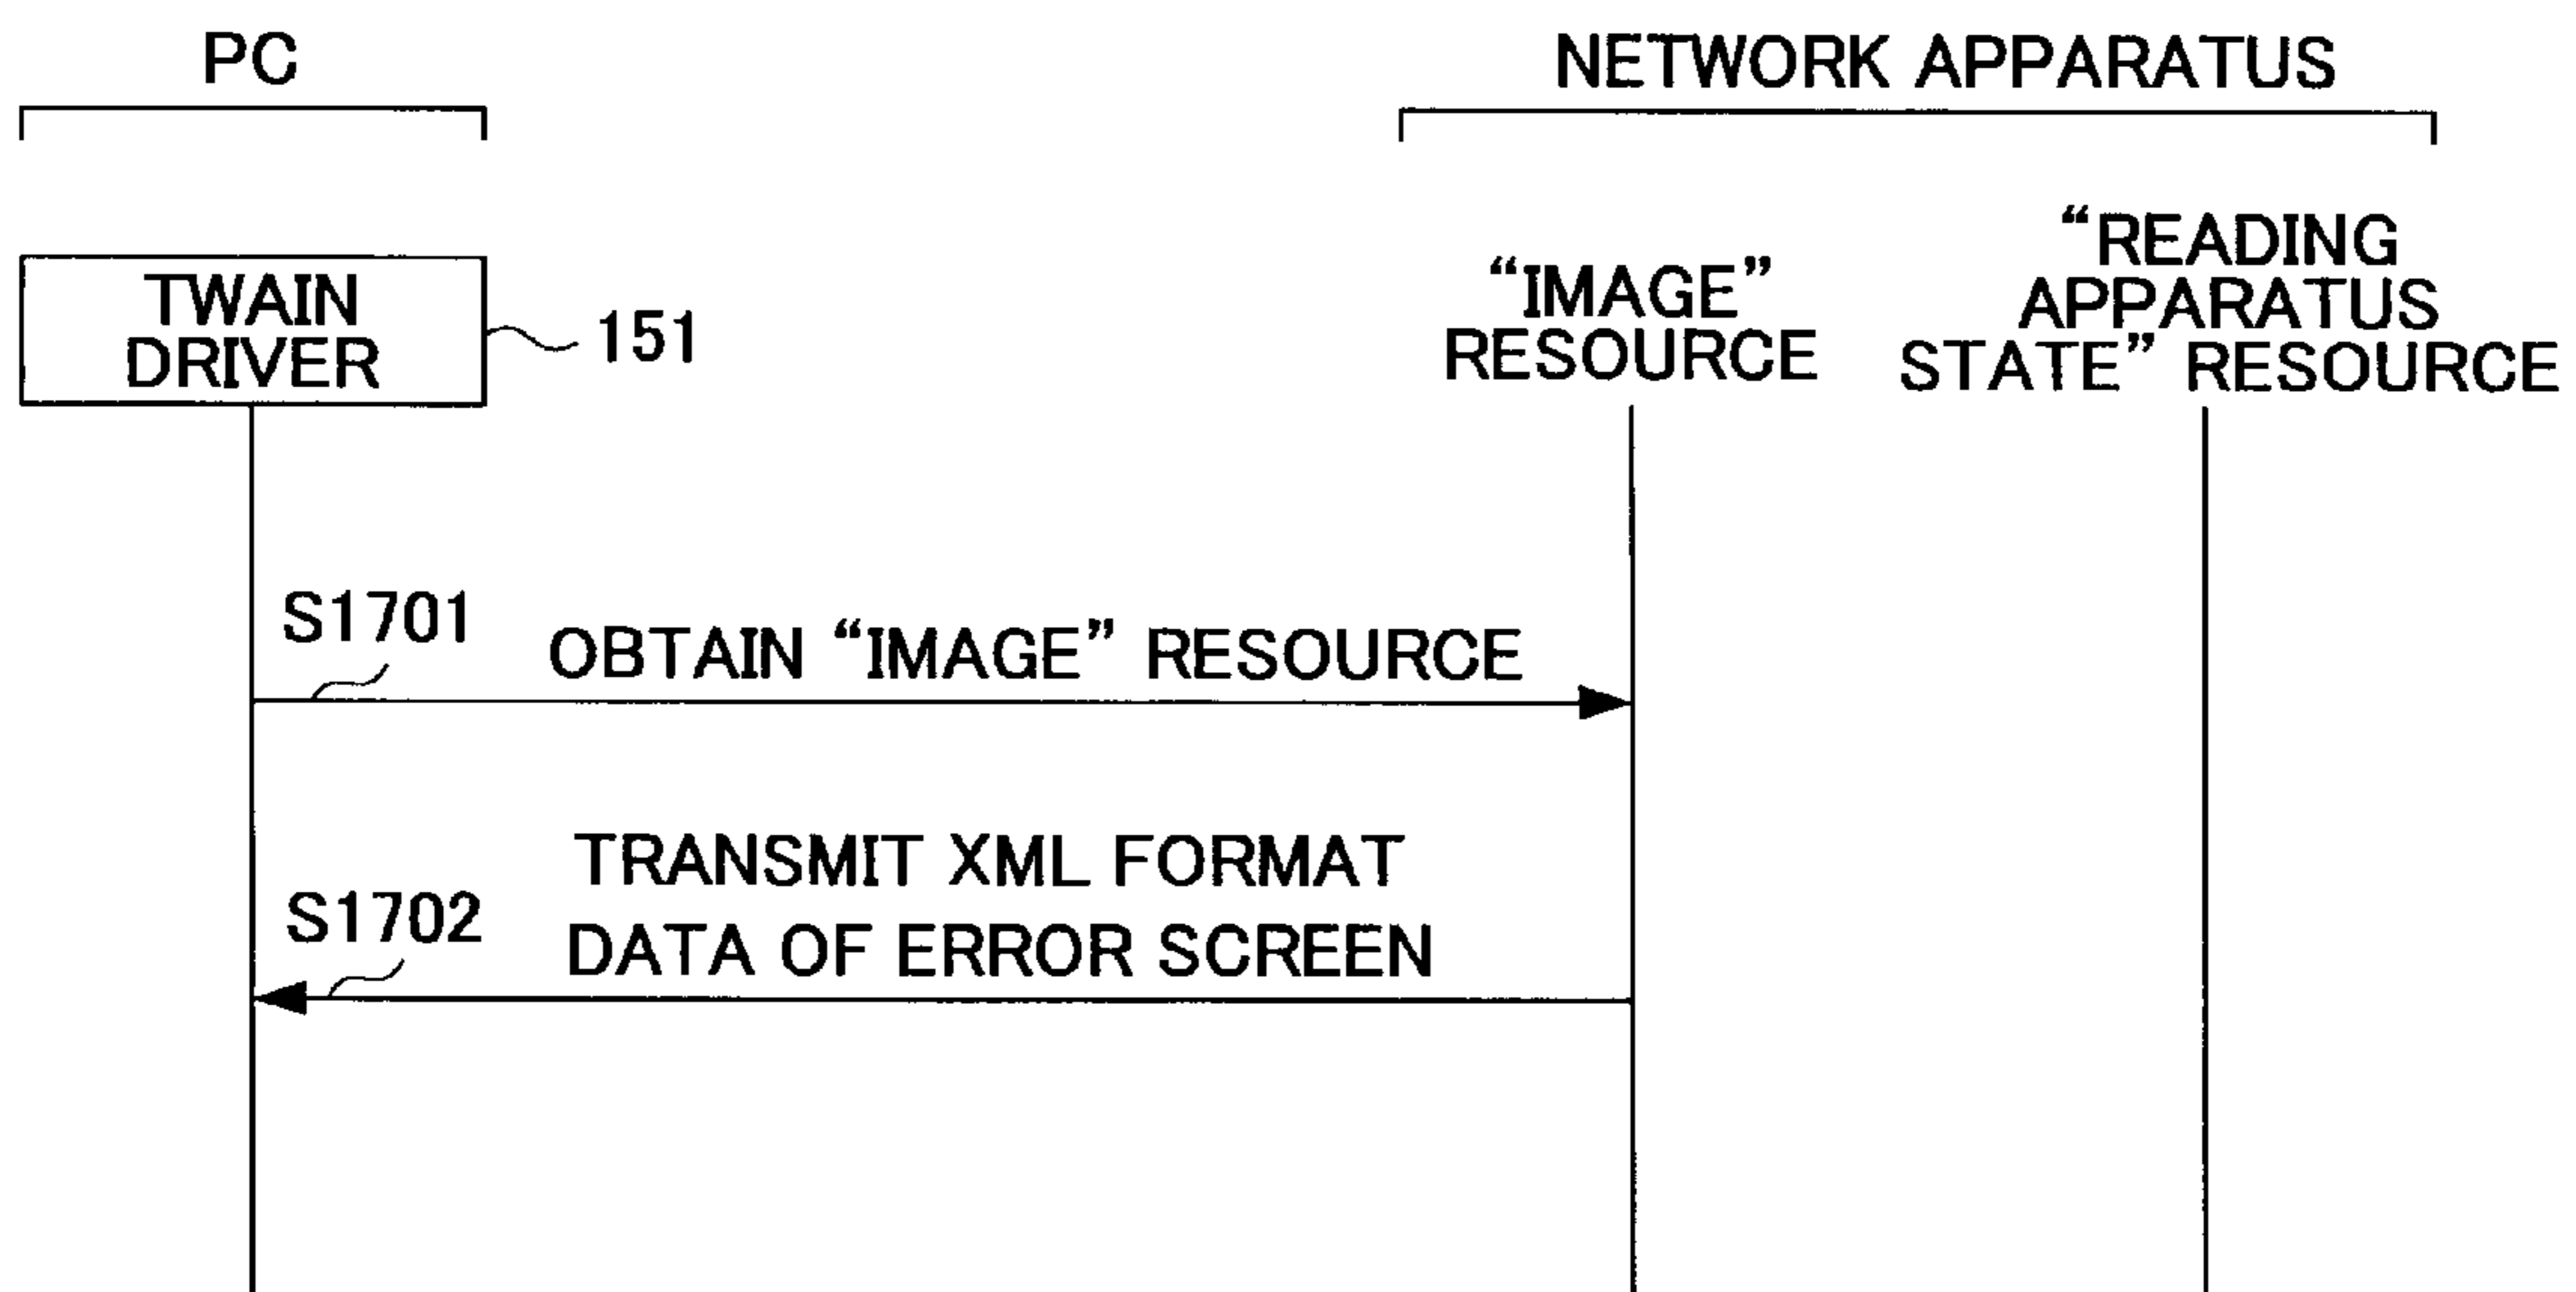 PC
NETWORK APPARATUS
TWAIN
DRIVER
151
“IMAGE”
RESOURCE
“READING
APPARATUS
STATE” RESOURCE
S1701
OBTAIN “IMAGE” RESOURCE
TRANSMIT XML FORMAT
S1702
DATA OF ERROR SCREEN